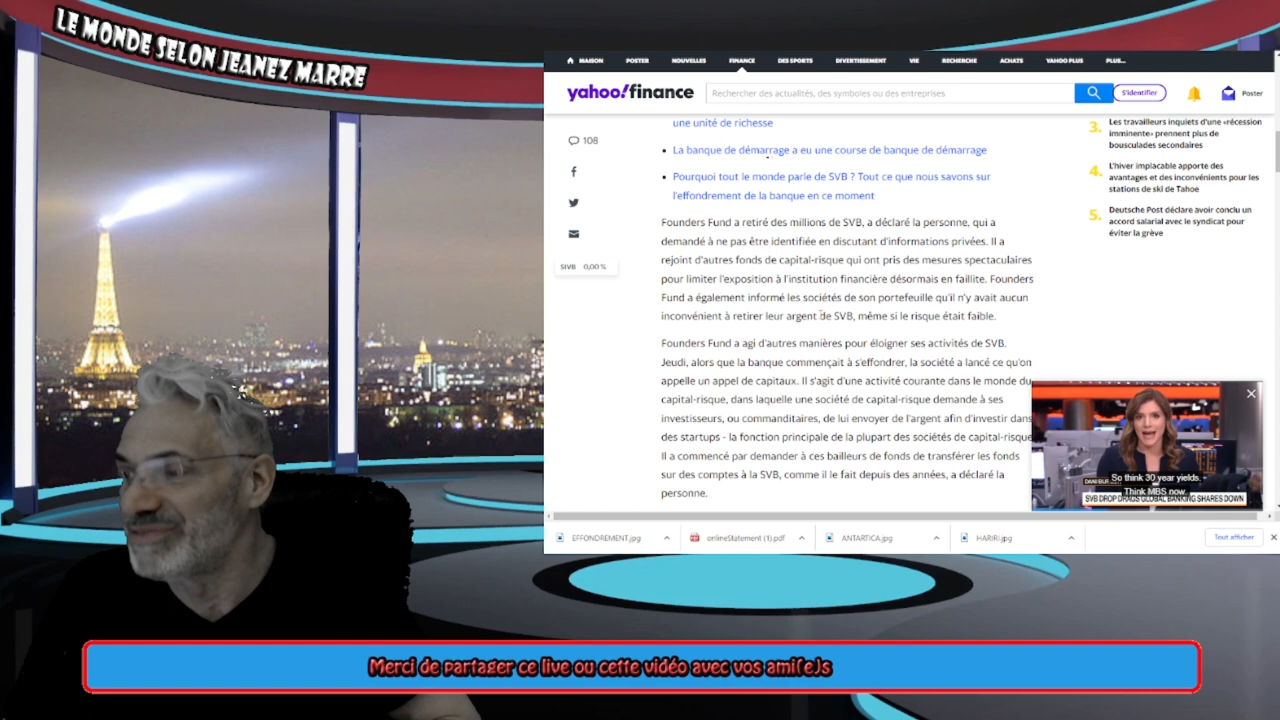 LE MONDE SELON JEANEZ MARRE
MAISON POSTER NOUVELLES FINANCE DES SPORTS DIVERTISSEMENT VIE RECHERCHE ACHATS YAHOO PLUS PLUS...
yahoo!finance Rechercher des actualités, des symboles ou des entreprises S'identifier Poster
108
SIVB 0,00 %
une unité de richesse
La banque de démarrage a eu une course de banque de démarrage
Pourquoi tout le monde parle de SVB ? Tout ce que nous savons sur
l'effondrement de la banque en ce moment
Founders Fund a retiré des millions de SVB, a déclaré la personne, qui a
demandé à ne pas être identifiée en discutant d'informations privées. Il a
rejoint d'autres fonds de capital-risque qui ont pris des mesures spectaculaires
pour limiter l'exposition à l'institution financière désormais en faillite. Founders
Fund a également informé les sociétés de son portefeuille qu'il n'y avait aucun
inconvénient à retirer leur argent de SVB, même si le risque était faible.
Founders Fund a agi d'autres manières pour éloigner ses activités de SVB.
Jeudi, alors que la banque commençait à s'effondrer, la société a lancé ce qu'on
appelle un appel de capitaux. Il s'agit d'une activité courante dans le monde du
capital-risque, dans laquelle une société de capital-risque demande à ses
investisseurs, ou commanditaires, de lui envoyer de l'argent afin d'investir dans
des startups - la fonction principale de la plupart des sociétés de capital-risque
Il a commencé par demander à ces bailleurs de fonds de transférer les fonds
sur des comptes à la SVB, comme il le fait depuis des années, a déclaré la
personne.
3. Les travailleurs inquiets d'une «récession
imminente» prennent plus de
bousculades secondaires
4. L'hiver implacable apporte des
avantages et des inconvénients pour les
stations de ski de Tahoe
5. Deutsche Post déclare avoir conclu un
accord salarial avec le syndicat pour
éviter la grève
So think 30 year yields.
Think MBS now.
SVB DROP DRAGS GLOBAL BANKING SHARES DOWN
EFFONDREMENT.jpg onlineStatement (1).pdf ANTARTICA.jpg HARIRI.jpg Tout afficher
Merci de partager ce live ou cette vidéo avec vos ami(e)s